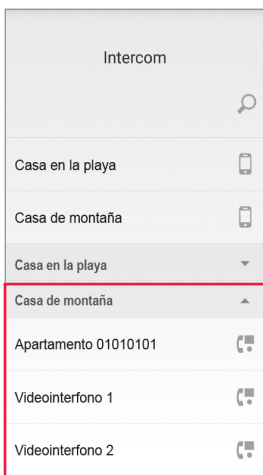 Intercom
Casa en la playa
Casa de montaña
Casa en la playa
Casa de montaña
Apartamento 01010101
Videointerfono 1
Videointerfono 2